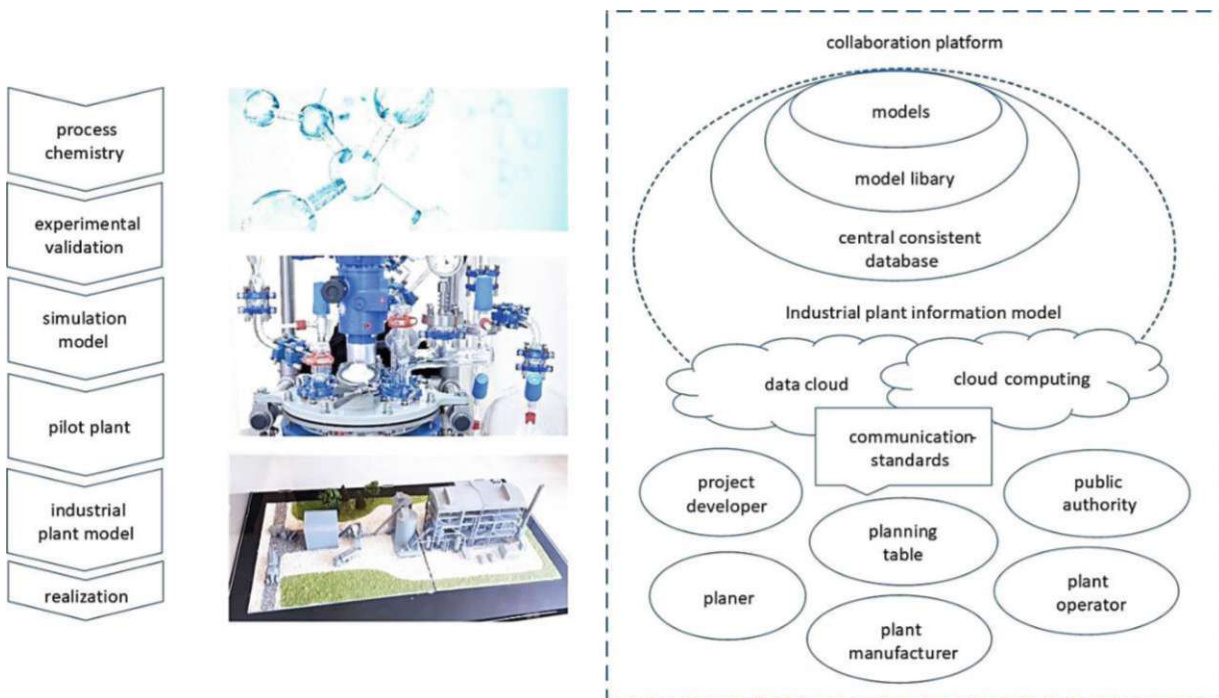 process
chemistry
experimental
validation
simulation
model
pilot plant
industrial
plant model
realization
collaboration platform
models
model libary
central consistent
database
Industrial plant information model
data cloud
cloud computing
communication-
standards
project
developer
public
authority
planning
table
planer
plant
operator
plant
manufacturer